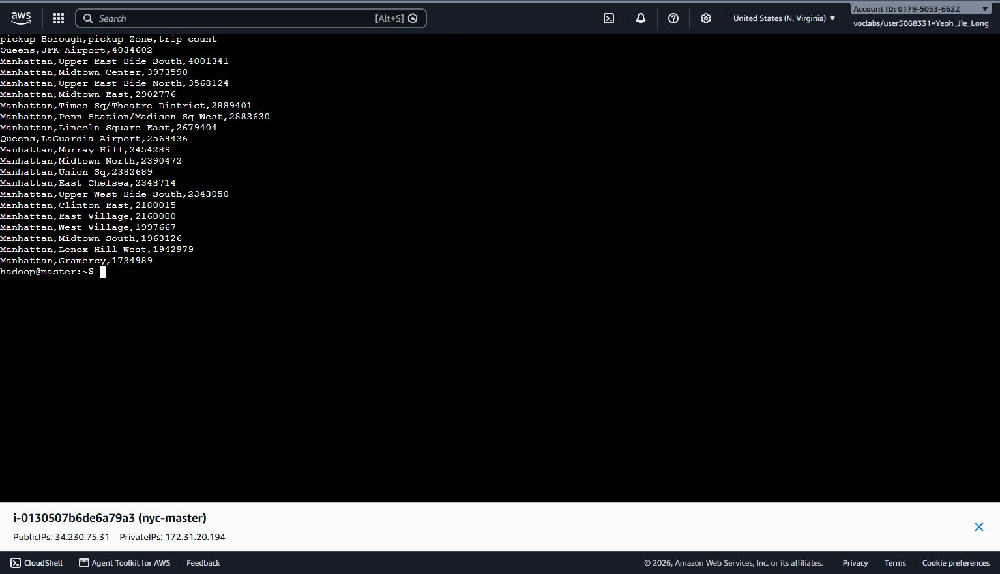 aws
Search [Alt+S]
United States (N. Virginia)
Account ID: 0179-5053-6622
voclabs/user5068331=Yeoh_Jie_Long
pickup_Borough,pickup_Zone,trip_count
Queens,JFK Airport,4034602
Manhattan,Upper East Side South,4001341
Manhattan,Midtown Center,3973590
Manhattan,Upper East Side North,3568124
Manhattan,Midtown East,2902776
Manhattan,Times Sq/Theatre District,2889401
Manhattan,Penn Station/Madison Sq West,2883630
Manhattan,Lincoln Square East,2679404
Queens,LaGuardia Airport,2569436
Manhattan,Murray Hill,2454289
Manhattan,Midtown North,2390472
Manhattan,Union Sq,2382689
Manhattan,East Chelsea,2348714
Manhattan,Upper West Side South,2343050
Manhattan,Clinton East,2180015
Manhattan,East Village,2160000
Manhattan,West Village,1997667
Manhattan,Midtown South,1963126
Manhattan,Lenox Hill West,1942979
Manhattan,Gramercy,1734989
hadoop@master:~$
i-0130507b6de6a79a3 (nyc-master)
PublicIPs: 34.230.75.31 PrivateIPs: 172.31.20.194
CloudShell Agent Toolkit for AWS Feedback © 2026, Amazon Web Services, Inc. or its affiliates. Privacy Terms Cookie preferences